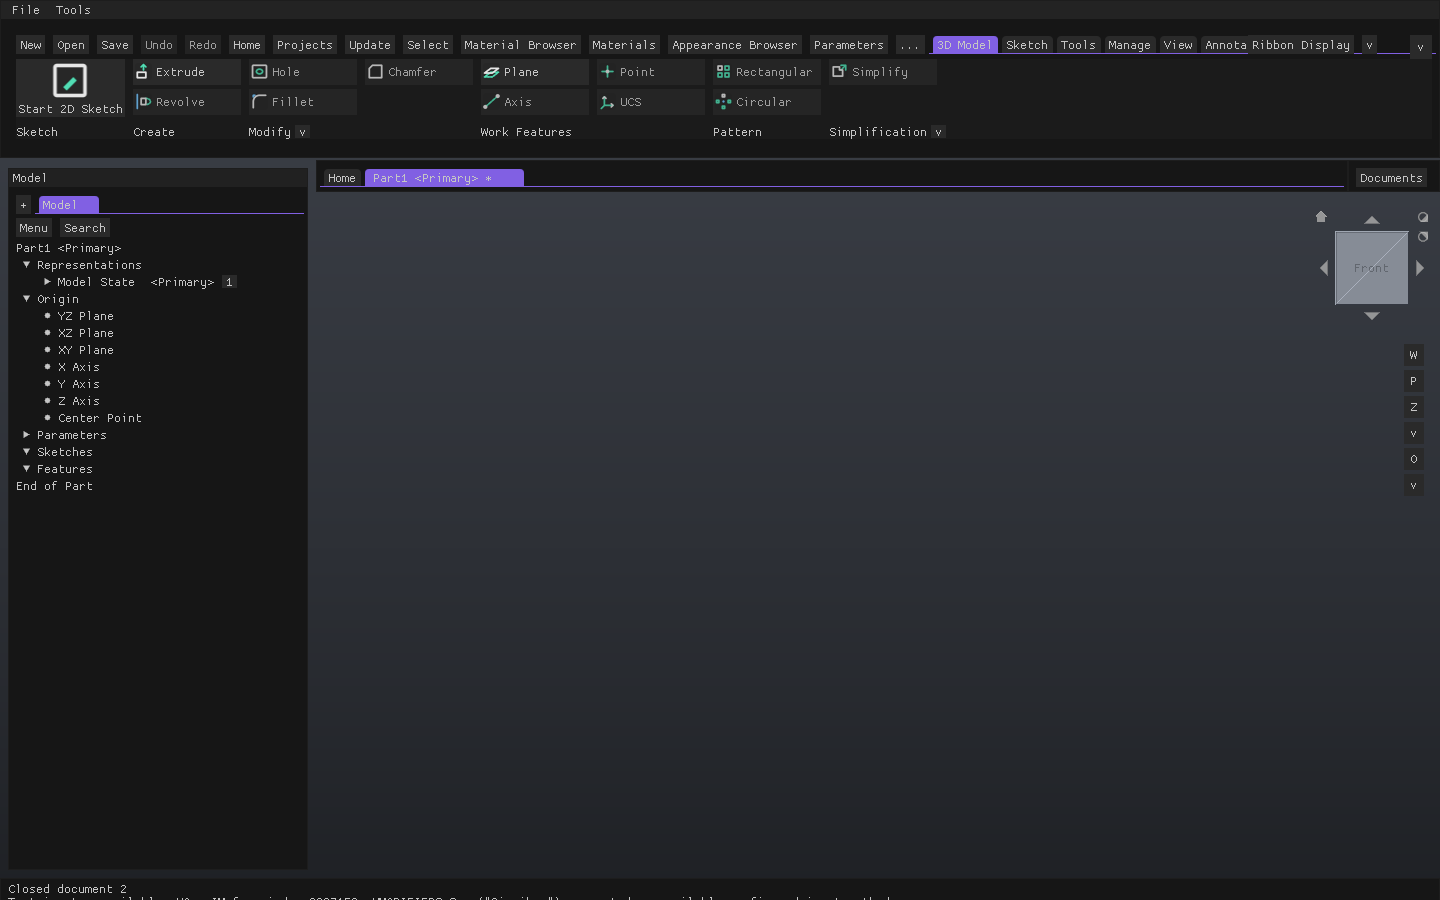 File Tools
New Open Save Undo Redo Home Projects Update Select Material Browser Materials Appearance Browser Parameters ... 3D Model Sketch Tools Manage View Annota Ribbon Display v v
Extrude Hole Chamfer Plane Point Rectangular Simplify
Start 2D Sketch Revolve Fillet Axis UCS Circular
Sketch Create Modify v Work Features Pattern Simplification v
Model
Home Part1 <Primary> * Documents
+ Model
Menu Search
Part1 <Primary>
Representations
Model State <Primary> 1
Origin
YZ Plane
XZ Plane
XY Plane
X Axis
Y Axis
Z Axis
Center Point
Parameters
Sketches
Features
End of Part
Front
W
P
Z
v
O
v
Closed document 2